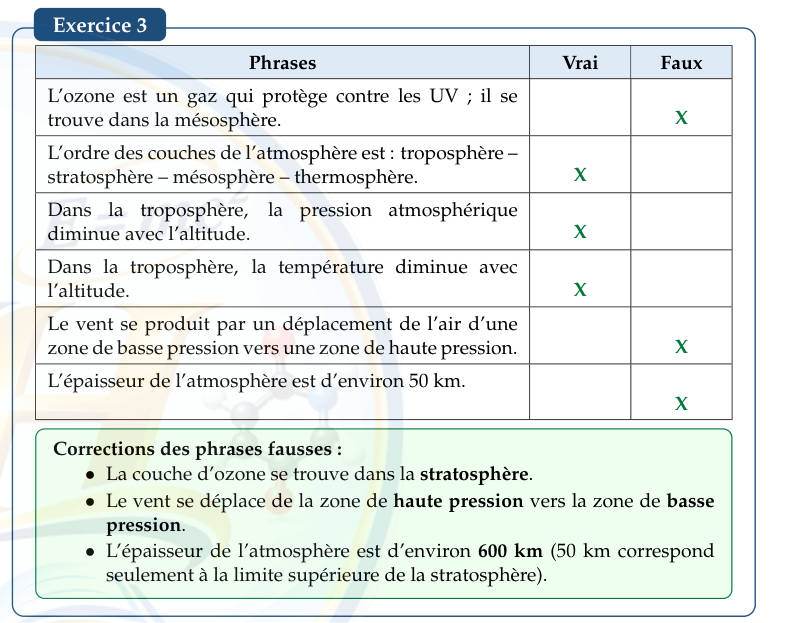 Exercice 3
Phrases Vrai Faux
L'ozone est un gaz qui protège contre les UV ; il se
trouve dans la mésosphère.
X
L'ordre des couches de l'atmosphère est : troposphère –
stratosphère – mésosphère – thermosphère.
X
Dans la troposphère, la pression atmosphérique
diminue avec l'altitude.
X
Dans la troposphère, la température diminue avec
l'altitude.
X
Le vent se produit par un déplacement de l'air d'une
zone de basse pression vers une zone de haute pression.
X
L'épaisseur de l'atmosphère est d'environ 50 km.
X
Corrections des phrases fausses :
• La couche d'ozone se trouve dans la stratosphère.
• Le vent se déplace de la zone de haute pression vers la zone de basse
pression.
• L'épaisseur de l'atmosphère est d'environ 600 km (50 km correspond
seulement à la limite supérieure de la stratosphère).
E=mc²